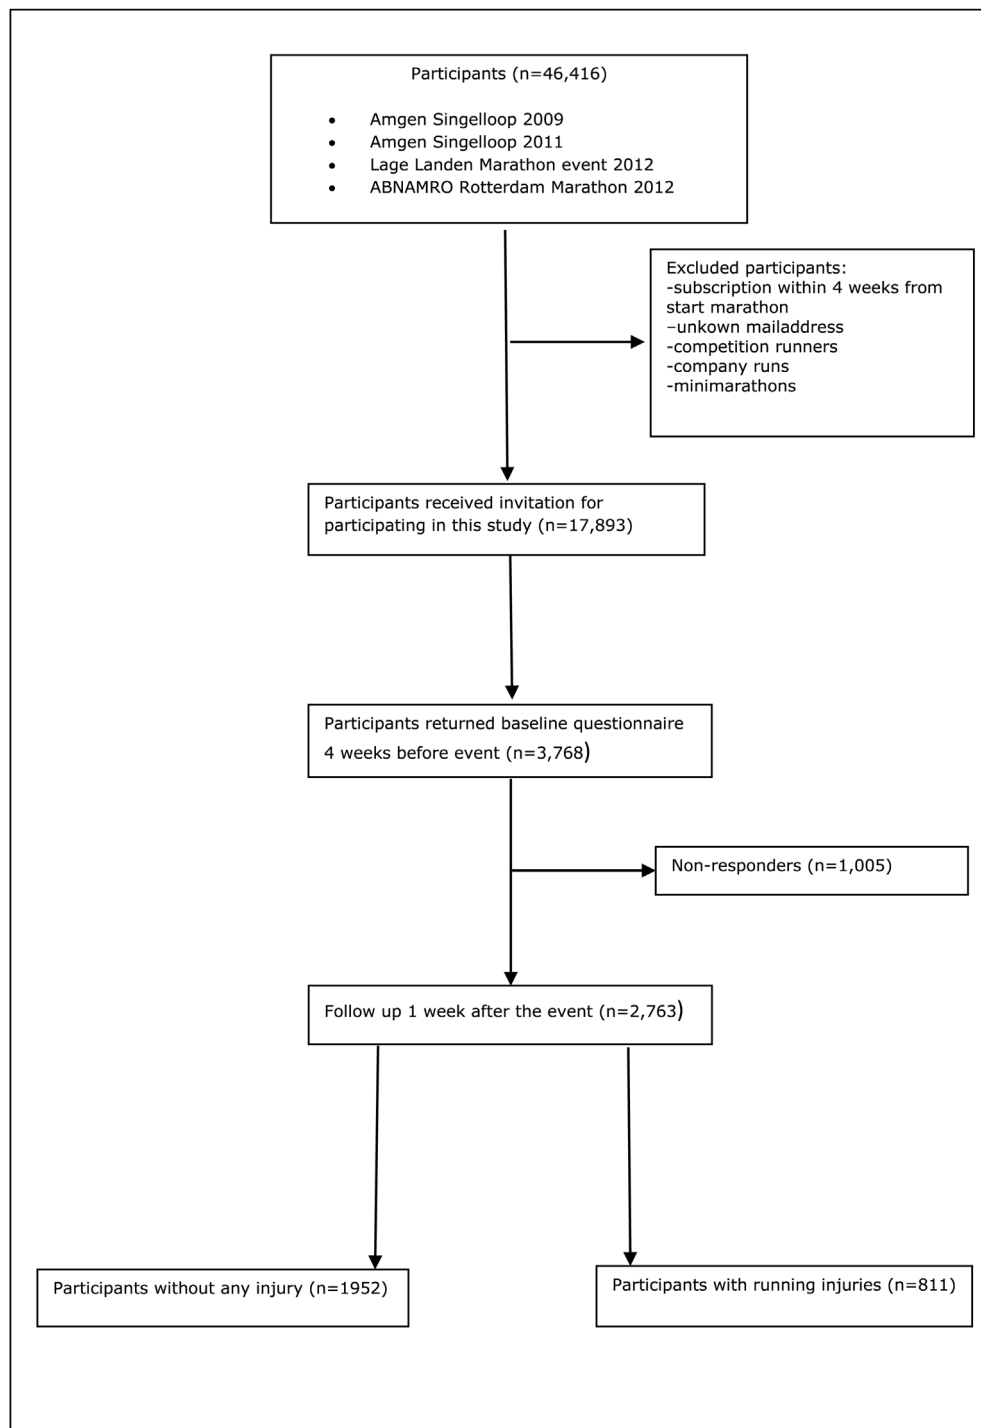 Participants (n=46,416)
• Amgen Singelloop 2009
• Amgen Singelloop 2011
• Lage Landen Marathon event 2012
• ABNAMRO Rotterdam Marathon 2012
Excluded participants:
-subscription within 4 weeks from
start marathon
–unkown mailaddress
-competition runners
-company runs
-minimarathons
Participants received invitation for
participating in this study (n=17,893)
Participants returned baseline questionnaire
4 weeks before event (n=3,768)
Non-responders (n=1,005)
Follow up 1 week after the event (n=2,763)
Participants without any injury (n=1952)
Participants with running injuries (n=811)